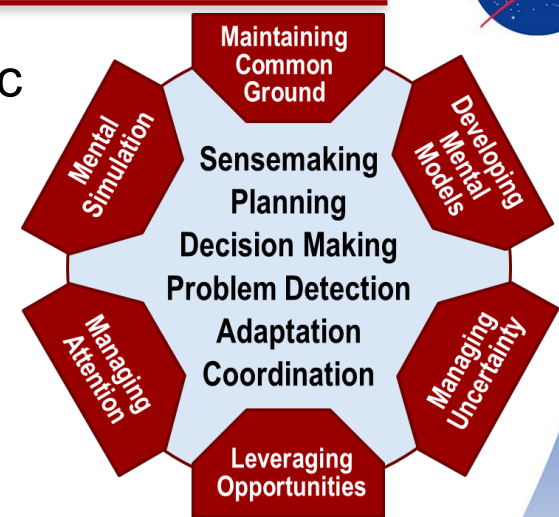 c
Maintaining
Common
Ground
Developing
Mental
Models
Managing
Uncertainty
Leveraging
Opportunities
Managing
Attention
Mental
Simulation
Sensemaking
Planning
Decision Making
Problem Detection
Adaptation
Coordination